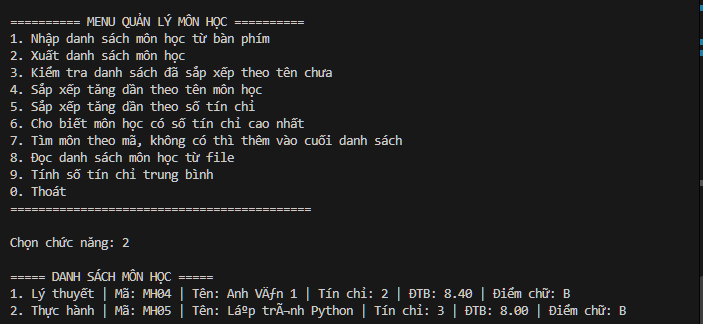 ========== MENU QUẢN LÝ MÔN HỌC ==========
1. Nhập danh sách môn học từ bàn phím
2. Xuất danh sách môn học
3. Kiểm tra danh sách đã sắp xếp theo tên chưa
4. Sắp xếp tăng dần theo tên môn học
5. Sắp xếp tăng dần theo số tín chỉ
6. Cho biết môn học có số tín chỉ cao nhất
7. Tìm môn theo mã, không có thì thêm vào cuối danh sách
8. Đọc danh sách môn học từ file
9. Tính số tín chỉ trung bình
0. Thoát
===========================================
Chọn chức năng: 2
===== DANH SÁCH MÔN HỌC =====
1. Lý thuyết | Mã: MH04 | Tên: Anh VÄƒn 1 | Tín chỉ: 2 | ĐTB: 8.40 | Điểm chữ: B
2. Thực hành | Mã: MH05 | Tên: Láº­p trÃ¬nh Python | Tín chỉ: 3 | ĐTB: 8.00 | Điểm chữ: B